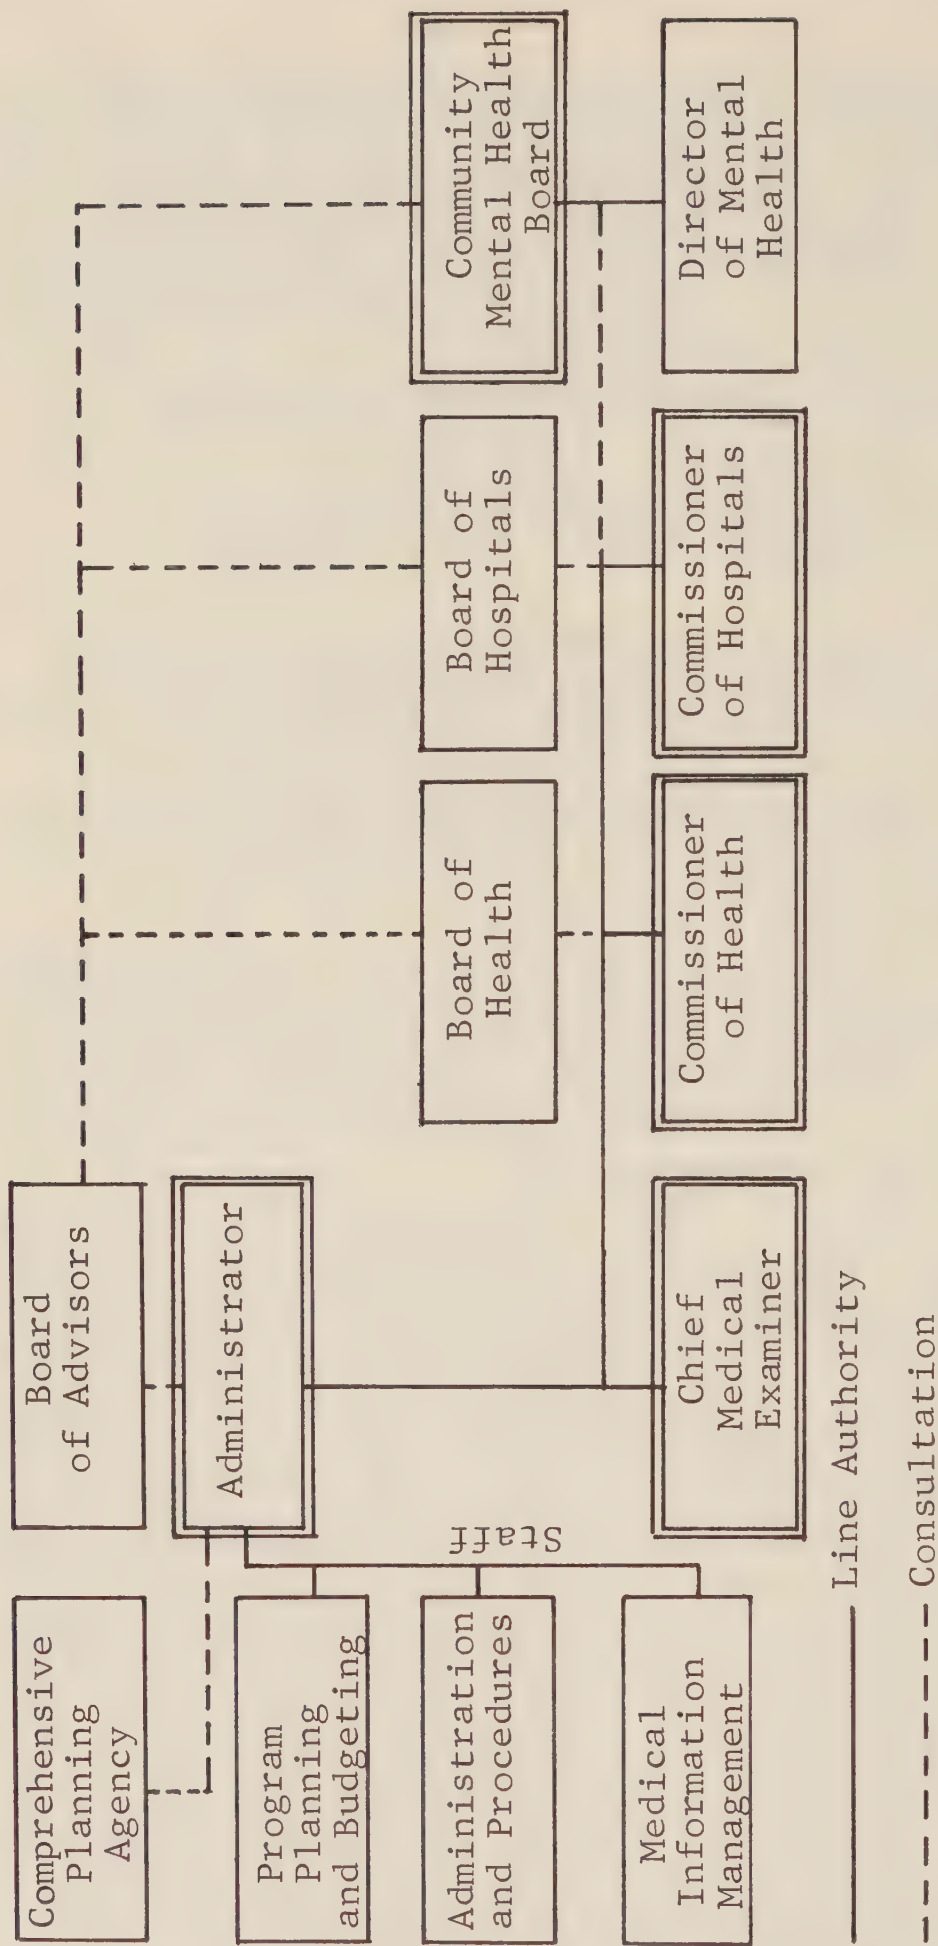 Comprehensive
Planning
Agency
Board
of Advisors
Program
Planning
and Budgeting
Administrator
Administration
and Procedures
Staff
Board of
Health
Board of
Hospitals
Community
Mental Health
Board
Medical
Information
Management
Chief
Medical
Examiner
Commissioner
of Health
Commissioner
of Hospitals
Director
of Mental
Health
Line Authority
Consultation